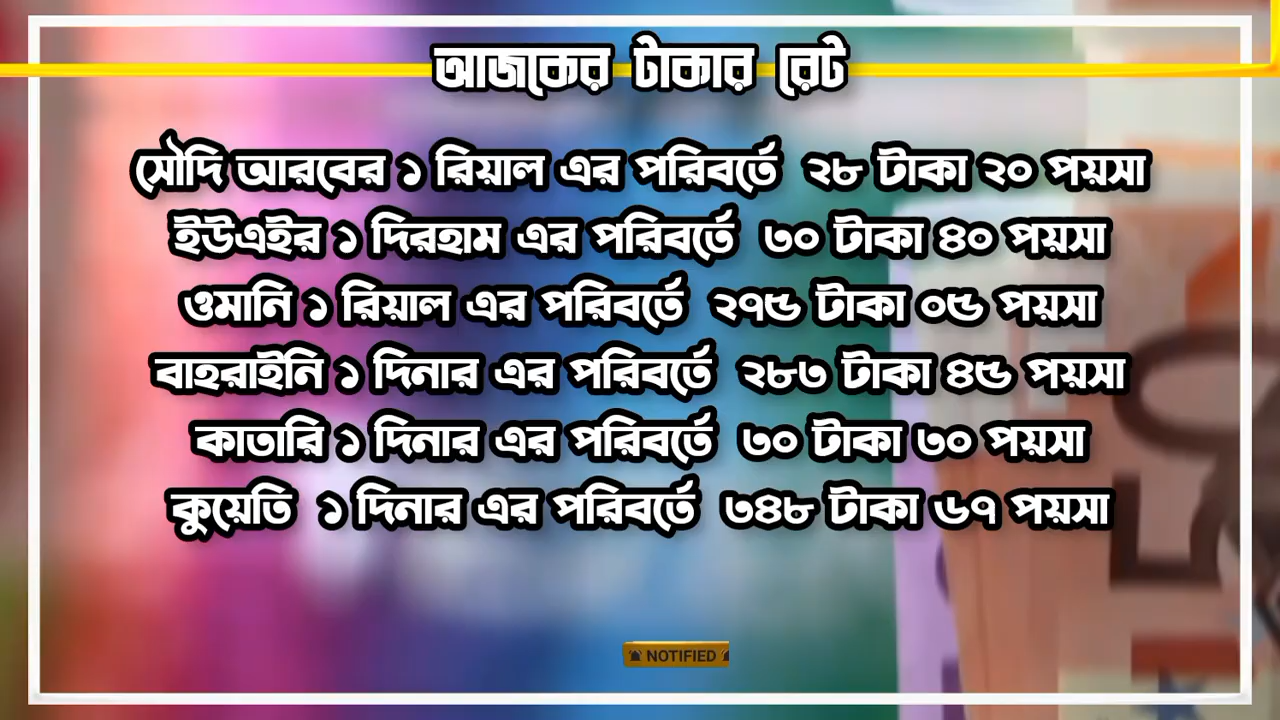 আজকের টাকার রেট
সৌদি আরবের ১ রিয়াল এর পরিবর্তে ২৮ টাকা ২০ পয়সা
ইউএইর ১ দিরহাম এর পরিবর্তে ৩০ টাকা ৪০ পয়সা
ওমানি ১ রিয়াল এর পরিবর্তে ২৭৫ টাকা ০৫ পয়সা
বাহরাইনি ১ দিনার এর পরিবর্তে ২৮৩ টাকা ৪৫ পয়সা
কাতারি ১ দিনার এর পরিবর্তে ৩০ টাকা ৩০ পয়সা
কুয়েতি ১ দিনার এর পরিবর্তে ৩৪৮ টাকা ৬৭ পয়সা
NOTIFIED